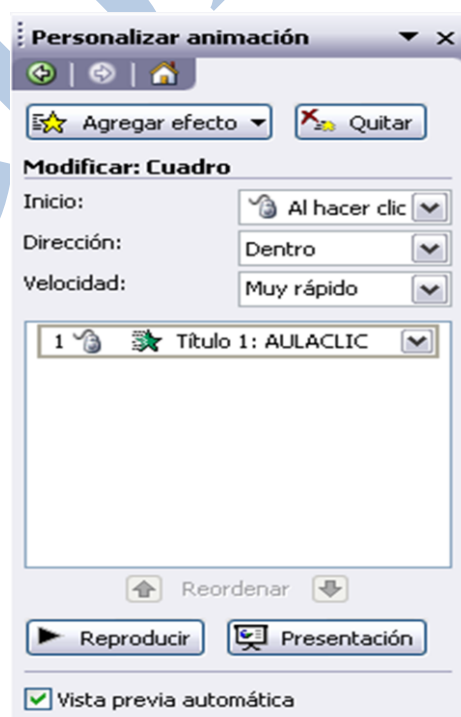 Personalizar animación
Agregar efecto
Quitar
Modificar: Cuadro
Inicio:
Al hacer clic
Dirección:
Dentro
Velocidad:
Muy rápido
1 Título 1: AULACLIC
Reordenar
Reproducir
Presentación
Vista previa automática